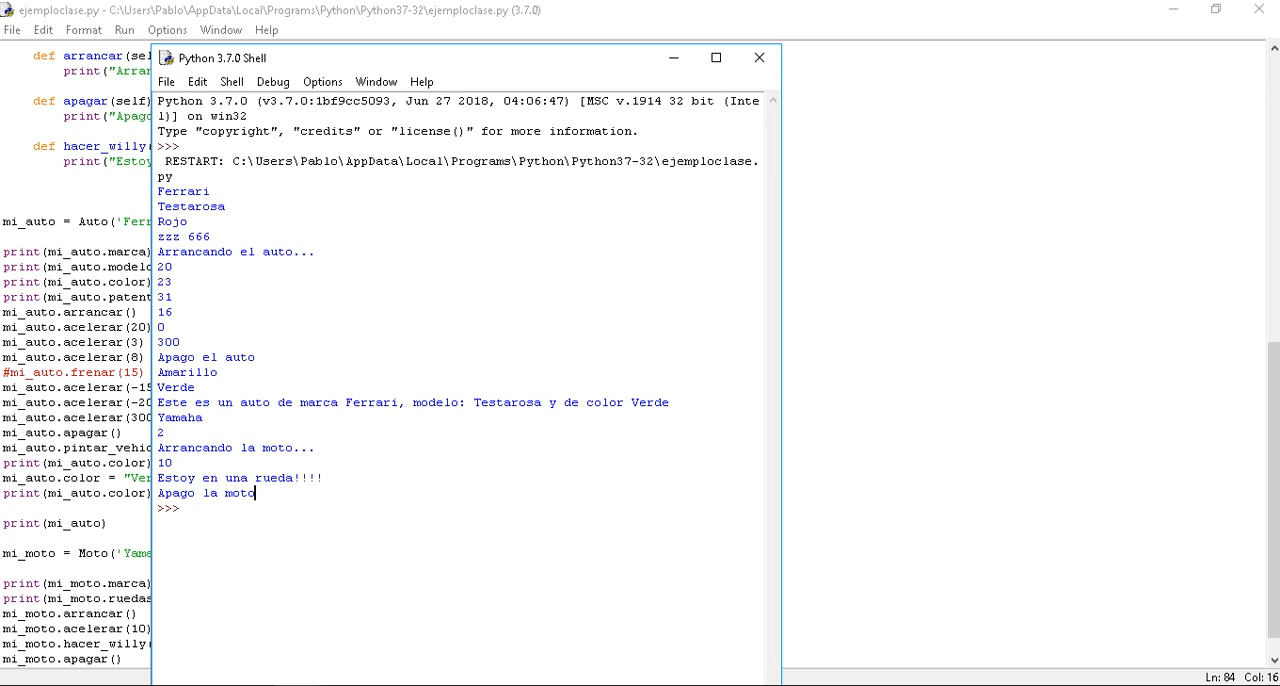 ejemploclase.py - C:\Users\Pablo\AppData\Local\Programs\Python\Python37-32\ejemploclase.py (3.7.0)
File Edit Format Run Options Window Help
def arrancar(sel
print("Arran
def apagar(self)
print("Apago
def hacer_willy(
print("Estoy
mi_auto = Auto('Ferr
print(mi_auto.marca)
print(mi_auto.modelo
print(mi_auto.color)
print(mi_auto.patent
mi_auto.arrancar()
mi_auto.acelerar(20)
mi_auto.acelerar(3)
mi_auto.acelerar(8)
#mi_auto.frenar(15)
mi_auto.acelerar(-15
mi_auto.acelerar(-20
mi_auto.acelerar(300
mi_auto.apagar()
mi_auto.pintar_vehic
print(mi_auto.color)
mi_auto.color = "Ver
print(mi_auto.color)
print(mi_auto)
mi_moto = Moto('Yama
print(mi_moto.marca)
print(mi_moto.ruedas
mi_moto.arrancar()
mi_moto.acelerar(10)
mi_moto.hacer_willy(
mi_moto.apagar()
Python 3.7.0 Shell
File Edit Shell Debug Options Window Help
Python 3.7.0 (v3.7.0:1bf9cc5093, Jun 27 2018, 04:06:47) [MSC v.1914 32 bit (Inte
l)] on win32
Type "copyright", "credits" or "license()" for more information.
>>>
RESTART: C:\Users\Pablo\AppData\Local\Programs\Python\Python37-32\ejemploclase.
py
Ferrari
Testarosa
Rojo
zzz 666
Arrancando el auto...
20
23
31
16
0
300
Apago el auto
Amarillo
Verde
Este es un auto de marca Ferrari, modelo: Testarosa y de color Verde
Yamaha
2
Arrancando la moto...
10
Estoy en una rueda!!!!
Apago la moto
>>>
Ln: 84 Col: 16